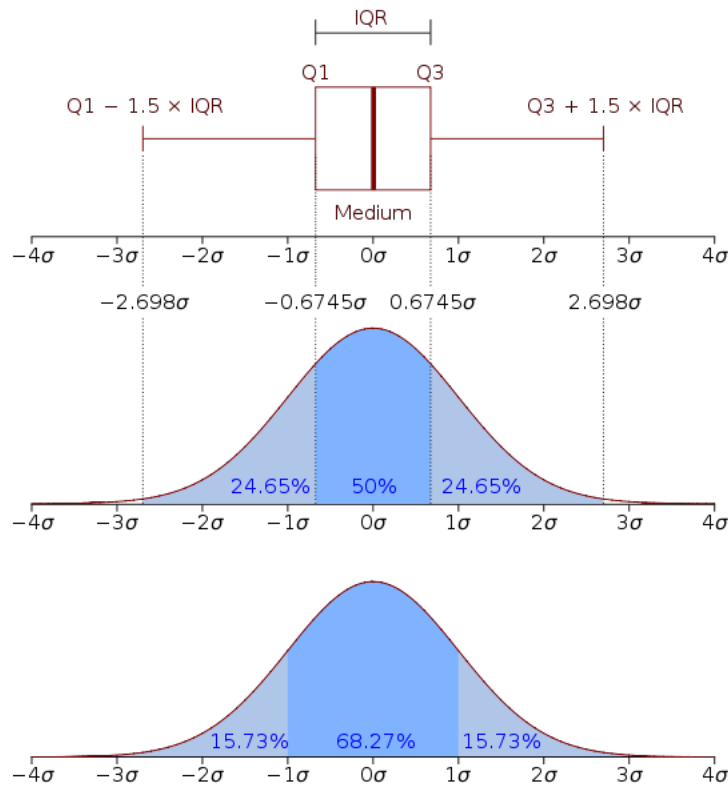 IQR
Q1 Q3
Q1 − 1.5 × IQR Q3 + 1.5 × IQR
Medium
−4σ −3σ −2σ −1σ 0σ 1σ 2σ 3σ 4σ
−2.698σ −0.6745σ 0.6745σ 2.698σ
24.65% 50% 24.65%
−4σ −3σ −2σ −1σ 0σ 1σ 2σ 3σ 4σ
15.73% 68.27% 15.73%
−4σ −3σ −2σ −1σ 0σ 1σ 2σ 3σ 4σ